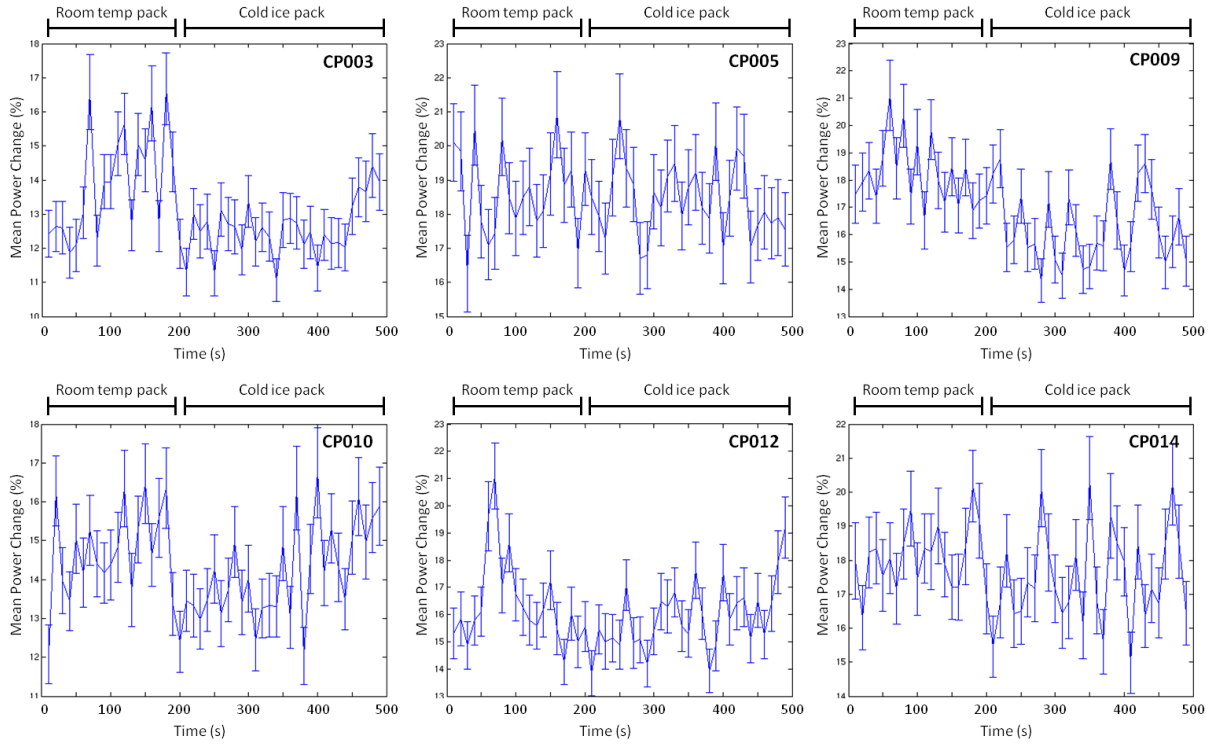 Room temp pack Cold ice pack
CP003
Mean Power Change (%)
18
17
16
15
14
13
12
11
10
0 100 200 300 400 500
Time (s)
Room temp pack Cold ice pack
CP005
Mean Power Change (%)
23
22
21
20
19
18
17
16
15
0 100 200 300 400 500
Time (s)
Room temp pack Cold ice pack
CP009
Mean Power Change (%)
23
22
21
20
19
18
17
16
15
14
13
0 100 200 300 400 500
Time (s)
Room temp pack Cold ice pack
CP010
Mean Power Change (%)
18
17
16
15
14
13
12
11
0 100 200 300 400 500
Time (s)
Room temp pack Cold ice pack
CP012
Mean Power Change (%)
23
22
21
20
19
18
17
16
15
14
13
0 100 200 300 400 500
Time (s)
Room temp pack Cold ice pack
CP014
Mean Power Change (%)
22
21
20
19
18
17
16
15
14
0 100 200 300 400 500
Time (s)